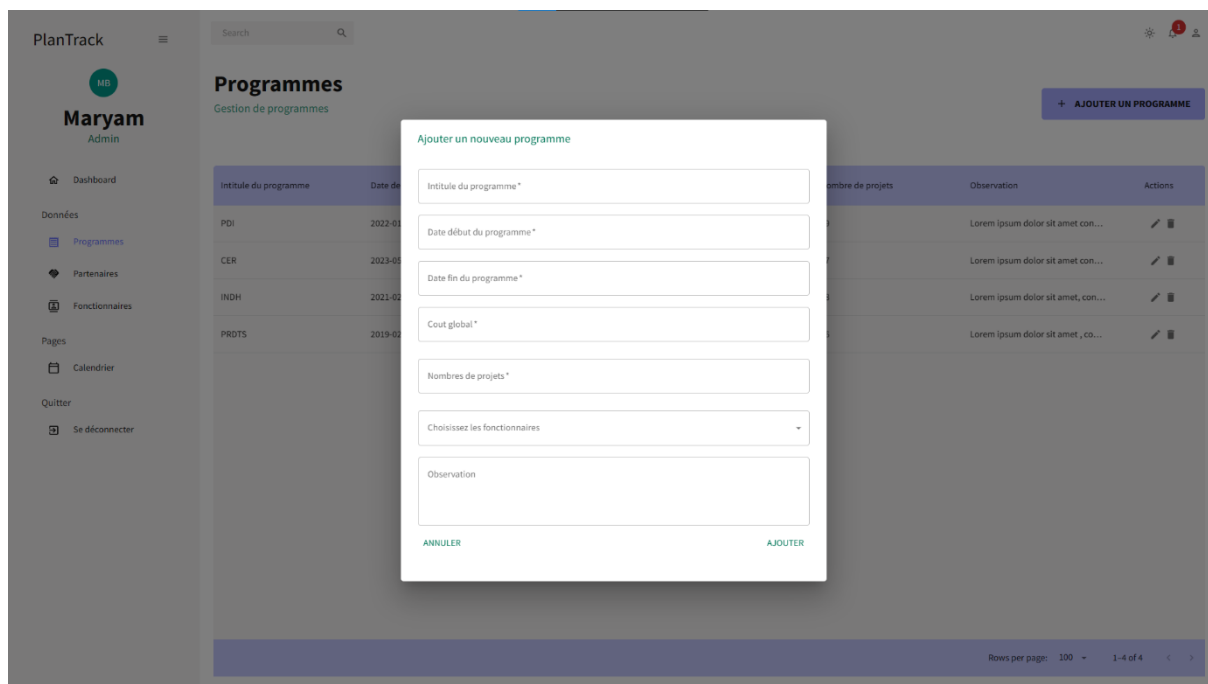 PlanTrack
Search
1
MB
Maryam
Admin
Dashboard
Données
Programmes
Partenaires
Fonctionnaires
Pages
Calendrier
Quitter
Se déconnecter
Programmes
Gestion de programmes
+ AJOUTER UN PROGRAMME
Intitule du programme Date de ombre de projets Observation Actions
PDI 2022-01 Lorem ipsum dolor sit amet con...
CER 2023-05 Lorem ipsum dolor sit amet con...
INDH 2021-02 Lorem ipsum dolor sit amet, con...
PRDTS 2019-02 Lorem ipsum dolor sit amet , co...
Rows per page: 100 1–4 of 4
Ajouter un nouveau programme
Intitule du programme *
Date début du programme *
Date fin du programme *
Cout global *
Nombres de projets *
Choisissez les fonctionnaires
Observation
ANNULER AJOUTER